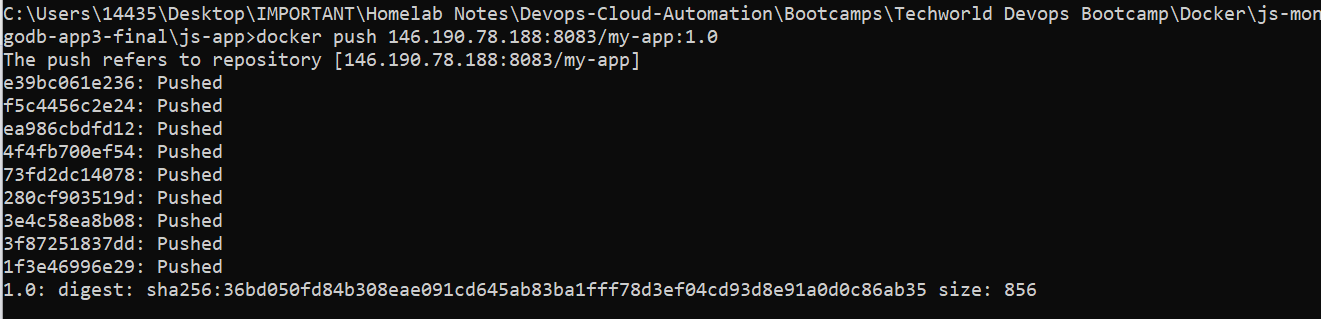 C:\Users\14435\Desktop\IMPORTANT\Homelab Notes\Devops-Cloud-Automation\Bootcamps\Techworld Devops Bootcamp\Docker\js-mon
godb-app3-final\js-app>docker push 146.190.78.188:8083/my-app:1.0
The push refers to repository [146.190.78.188:8083/my-app]
e39bc061e236: Pushed
f5c4456c2e24: Pushed
ea986cbdfd12: Pushed
4f4fb700ef54: Pushed
73fd2dc14078: Pushed
280cf903519d: Pushed
3e4c58ea8b08: Pushed
3f87251837dd: Pushed
1f3e46996e29: Pushed
1.0: digest: sha256:36bd050fd84b308eae091cd645ab83ba1fff78d3ef04cd93d8e91a0d0c86ab35 size: 856